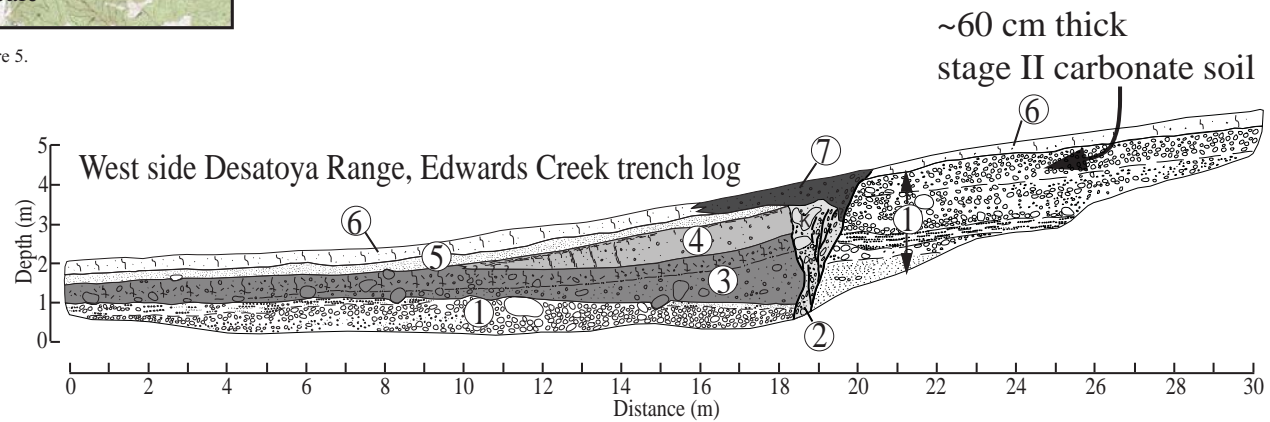 re 5.
~60 cm thick
stage II carbonate soil
West side Desatoya Range, Edwards Creek trench log
Depth (m)
5
4
3
2
1
0
6
7
6
5
4
3
1
1
2
0 2 4 6 8 10 12 14 16 18 20 22 24 26 28 30
Distance (m)